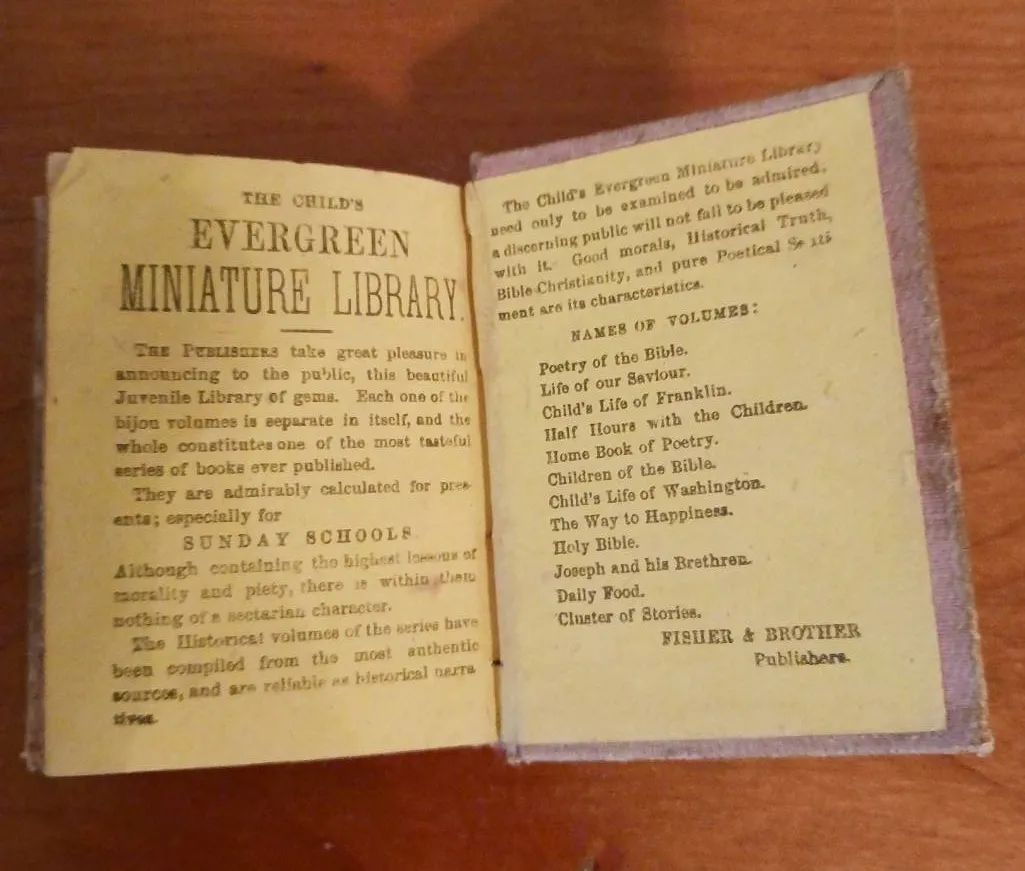 THE CHILD'S
EVERGREEN
MINIATURE LIBRARY.
THE PUBLISHERS take great pleasure in
announcing to the public, this beautiful
Juvenile Library of gems. Each one of the
bijou volumes is separate in itself, and the
whole constitutes one of the most tasteful
series of books ever published.
They are admirably calculated for pres-
ents; especially for
SUNDAY SCHOOLS.
Although containing the highest lessons of
morality and piety, there is within them
nothing of a sectarian character.
The Historical volumes of the series have
been compiled from the most authentic
sources, and are reliable as historical narra
tives.
The Child's Evergreen Miniature Library
need only to be examined to be admired,
a discerning public will not fail to be pleased
with it. Good morals, Historical Truth,
Bible-Christianity, and pure Poetical Se
ment are its characteristics.
NAMES OF VOLUMES:
Poetry of the Bible.
Life of our Saviour.
Child's Life of Franklin.
Half Hours with the Children.
Home Book of Poetry.
Children of the Bible.
Child's Life of Washington.
The Way to Happiness.
Holy Bible.
Joseph and his Brethren.
Daily Food.
Cluster of Stories.
FISHER & BROTHER
Publishers.